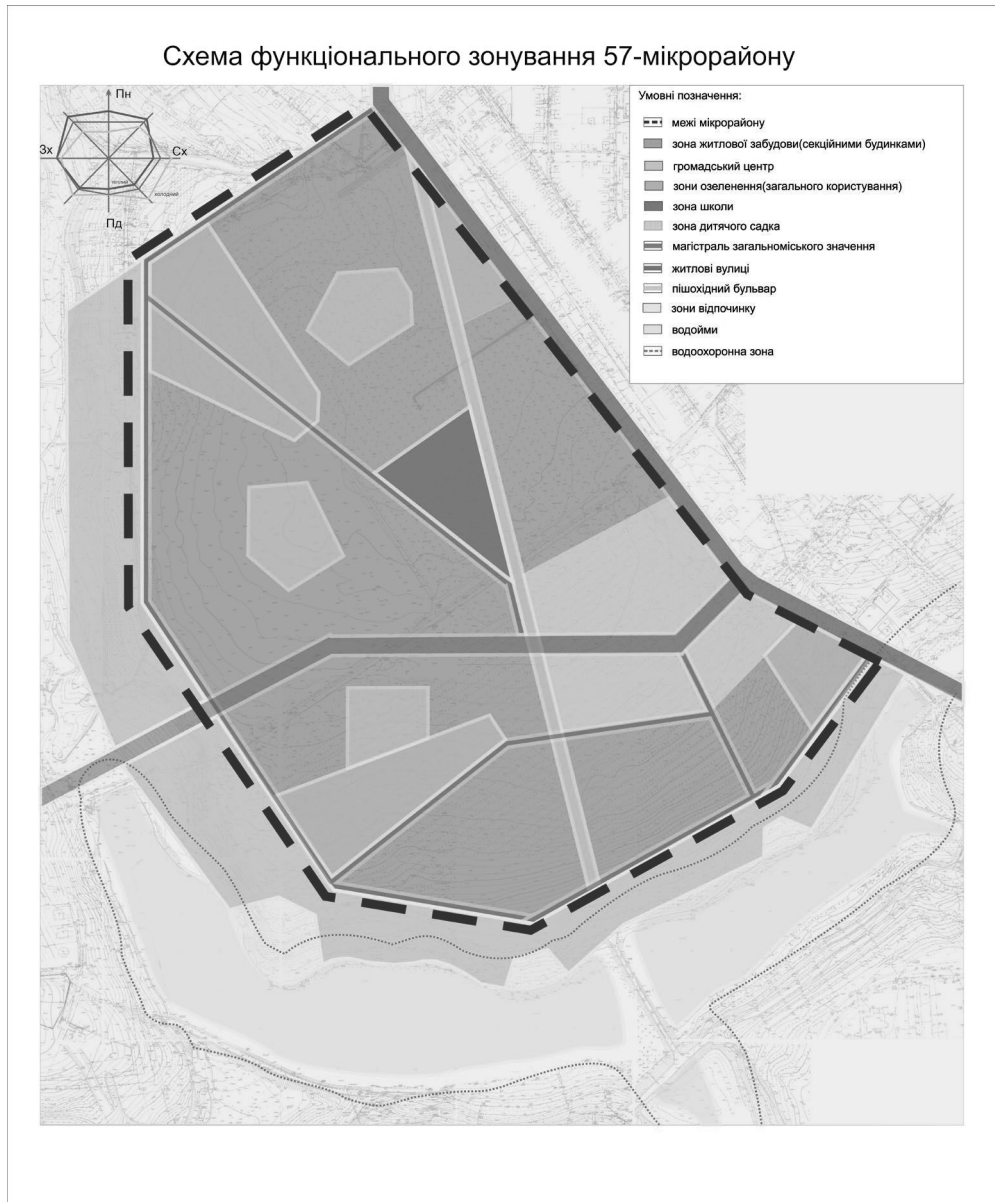 Схема функціонального зонування 57-мікрорайону
Пн
Зх
Сх
теплий
холодний
Пд
Умовні позначення:
межі мікрорайону
зона житлової забудови(секційними будинками)
громадський центр
зони озеленення(загального користування)
зона школи
зона дитячого садка
магістраль загальноміського значення
житлові вулиці
пішохідний бульвар
зони відпочинку
водойми
водоохоронна зона